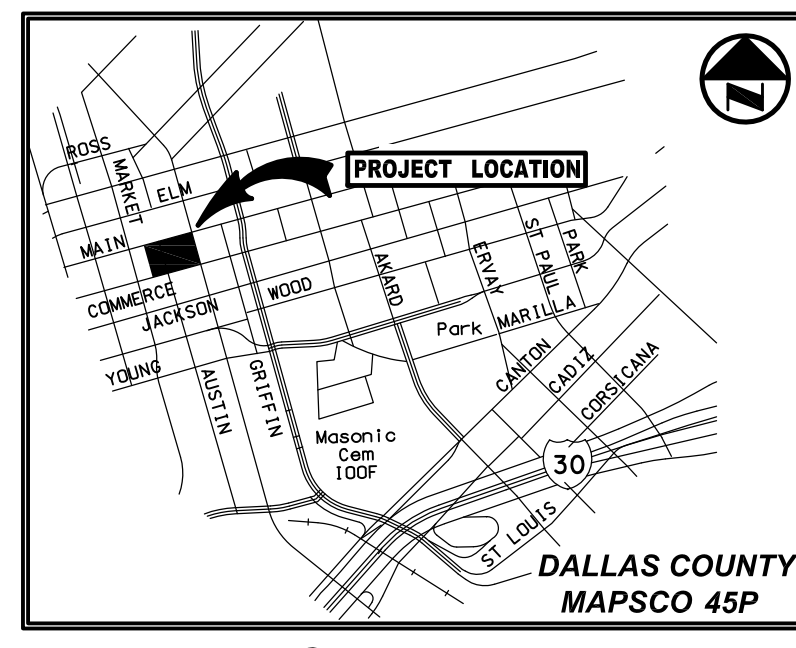 N
PROJECT LOCATION
ROSS
MARKET
ELM
MAIN
COMMERCE
JACKSON
WOOD
YOUNG
AUSTIN
GRIFFIN
AKARD
ERVAY
ST PAUL
PARK
Park
MARILLA
CANTON
CADIZ
CORSICANA
Masonic
Cem
IOOF
30
ST LOUIS
DALLAS COUNTY
MAPSCO 45P